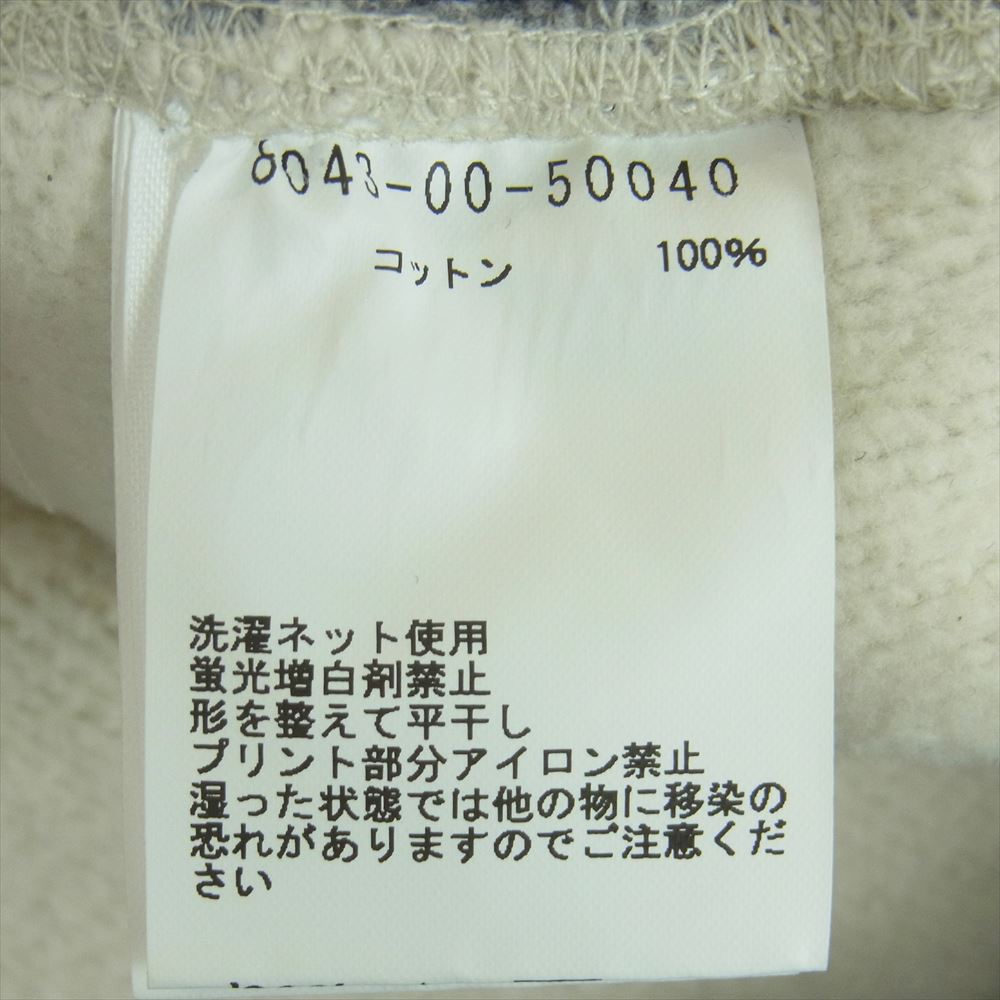 8043-00-50040
コットン 100%
洗濯ネット使用
蛍光増白剤禁止
形を整えて平干し
プリント部分アイロン禁止
湿った状態では他の物に移染の
恐れがありますのでご注意くだ
さい